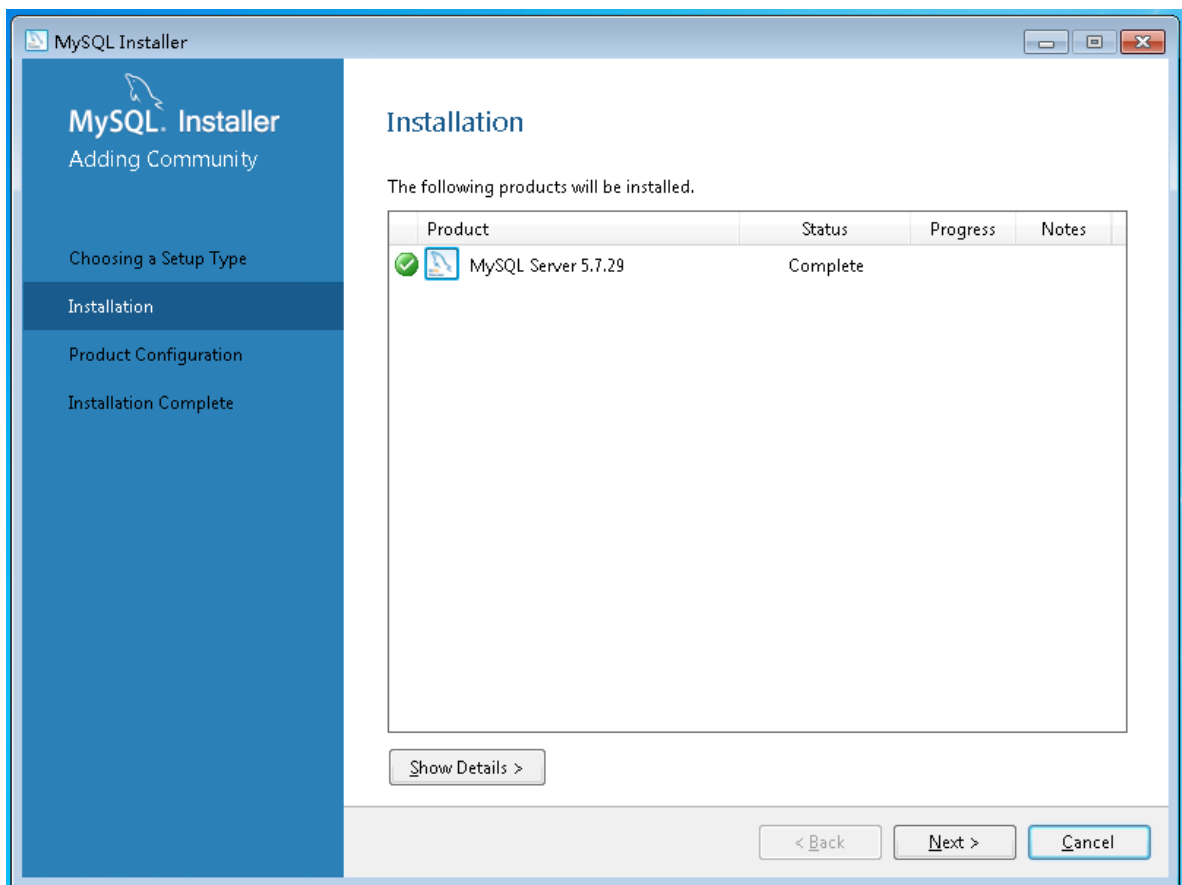 MySQL Installer
MySQL. Installer
Adding Community
Choosing a Setup Type
Installation
Product Configuration
Installation Complete
Installation
The following products will be installed.
Product Status Progress Notes
MySQL Server 5.7.29 Complete
Show Details >
< Back Next > Cancel